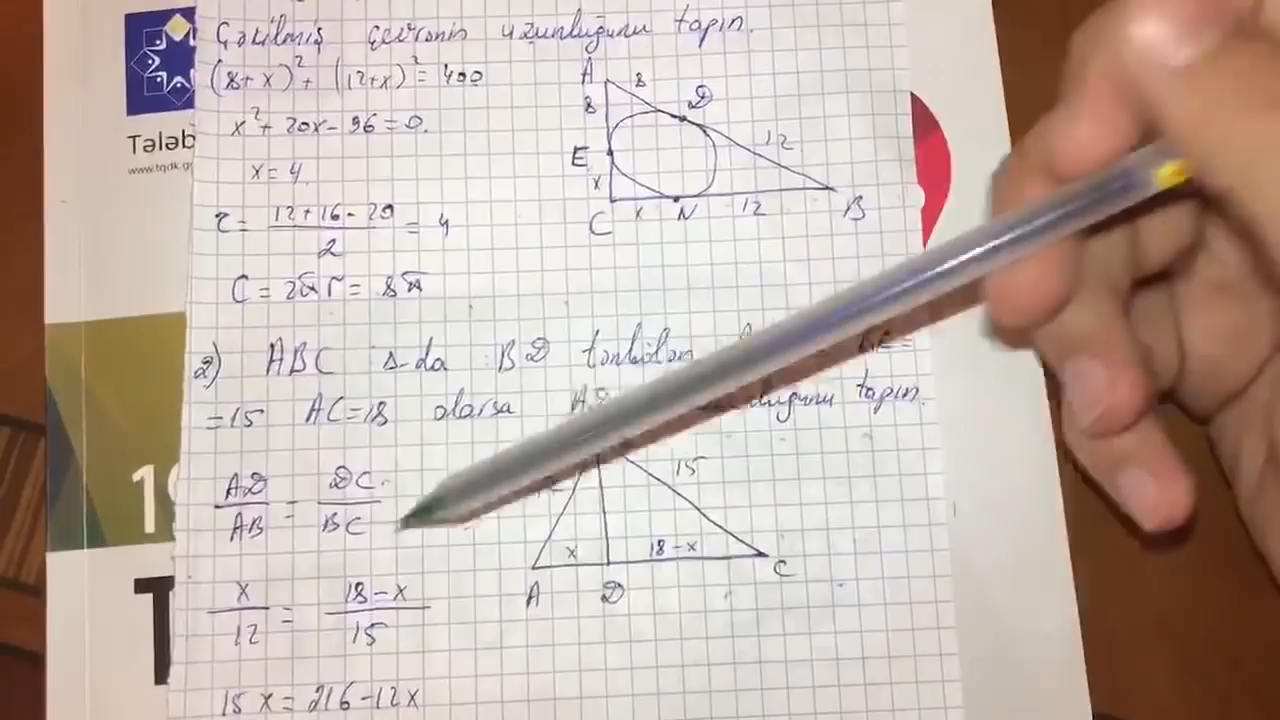 Çəkilmiş çevrənin uzunluğunu tapın.
(8+x)²+ (12+x)²= 400
x²+ 20x- 96 = 0.
x = 4.
r = (12+16-20)/2 = 4
C = 2πr = 8π
A 8 D
8
12
E
x
C x N 12 B
Tələb
www.tqdk.g
2) ABC Δ-da BD tənbölən
=15 AC=18 olarsa tapın.
AD/AB = DC/BC
15
x 18-x
A D C
x/12 = (18-x)/15
15x = 216-12x
T